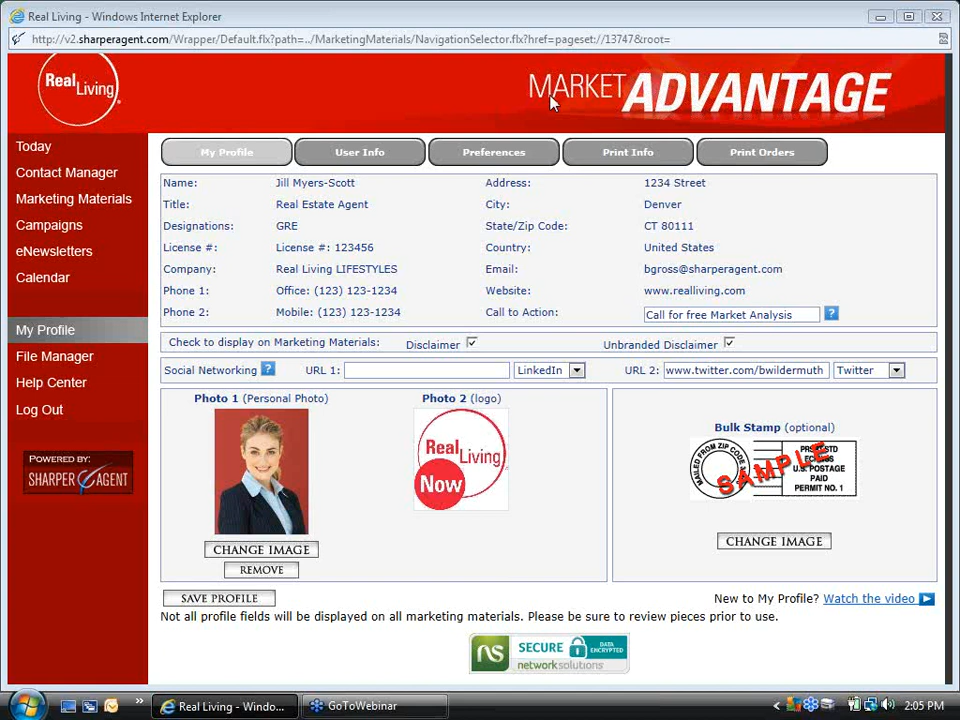 Real Living - Windows Internet Explorer
http://v2.sharperagent.com/Wrapper/Default.flx?path=../MarketingMaterials/NavigationSelector.flx?href=pageset://13747&root=
Real Living
MARKET ADVANTAGE
Today
Contact Manager
Marketing Materials
Campaigns
eNewsletters
Calendar
My Profile
File Manager
Help Center
Log Out
POWERED BY:
SHARPER AGENT
My Profile User Info Preferences Print Info Print Orders
Name: Jill Myers-Scott Address: 1234 Street
Title: Real Estate Agent City: Denver
Designations: GRE State/Zip Code: CT 80111
License #: License #: 123456 Country: United States
Company: Real Living LIFESTYLES Email: bgross@sharperagent.com
Phone 1: Office: (123) 123-1234 Website: www.realliving.com
Phone 2: Mobile: (123) 123-1234 Call to Action: Call for free Market Analysis ?
Check to display on Marketing Materials: Disclaimer Unbranded Disclaimer
Social Networking ? URL 1: LinkedIn URL 2: www.twitter.com/bwildermuth Twitter
Photo 1 (Personal Photo) Photo 2 (logo)
Real Living
Now
CHANGE IMAGE
REMOVE
Bulk Stamp (optional)
MAILED FROM ZIP CODE
U.S. POSTAGE
PAID
PERMIT NO. 1
SAMPLE
CHANGE IMAGE
SAVE PROFILE
New to My Profile? Watch the video
Not all profile fields will be displayed on all marketing materials. Please be sure to review pieces prior to use.
ns SECURE DATA ENCRYPTED
networksolutions
Real Living - Windo... GoToWebinar 2:05 PM